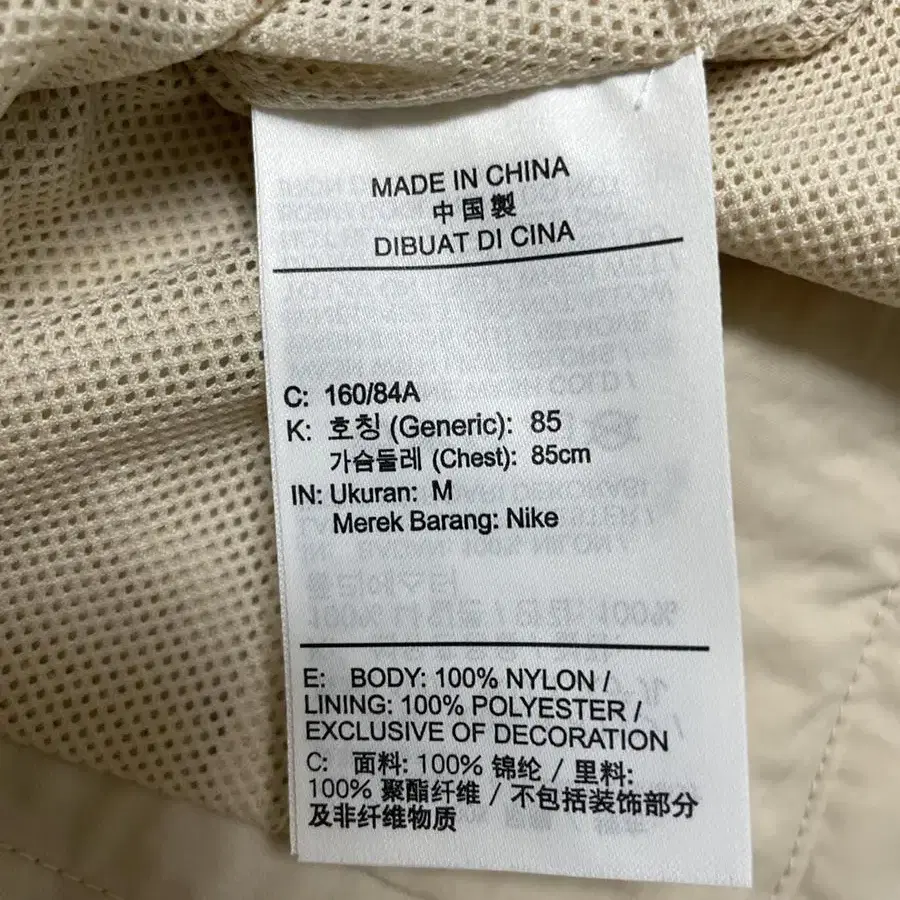 MADE IN CHINA
中国製
DIBUAT DI CINA
C: 160/84A
K: 호칭 (Generic): 85
가슴둘레 (Chest): 85cm
IN: Ukuran: M
Merek Barang: Nike
E: BODY: 100% NYLON /
LINING: 100% POLYESTER /
EXCLUSIVE OF DECORATION
C: 面料: 100% 锦纶 / 里料:
100% 聚酯纤维 / 不包括装饰部分
及非纤维物质